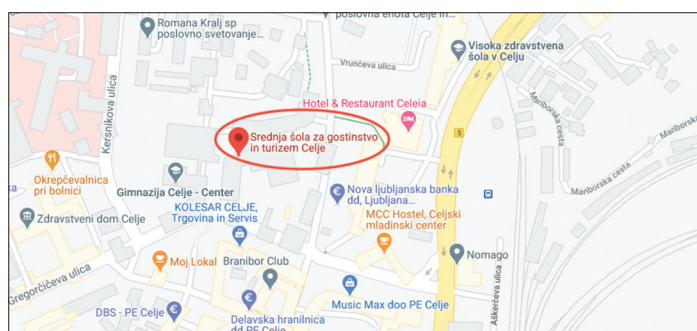 poslovna enota Celje in...
Romana Kralj sp
poslovno svetovanje...
Visoka zdravstvena
šola v Celju
Vrunčeva ulica
Kersnikova ulica
Hotel & Restaurant Celeia
Mariborska cesta
Srednja šola za gostinstvo
in turizem Celje
5
Mariborska cesta
Okrepčevalnica
pri bolnici
Gimnazija Celje - Center
Nova ljubljanska banka
dd, Ljubljana...
KOLESAR CELJE,
Trgovina in Servis
MCC Hostel, Celjski
mladinski center
Zdravstveni dom Celje
Moj Lokal
Branibor Club
Nomago
Gregorčičeva ulica
Music Max doo PE Celje
Aškerčeva ulica
DBS - PE Celje
Delavska hranilnica
dd PE Celje